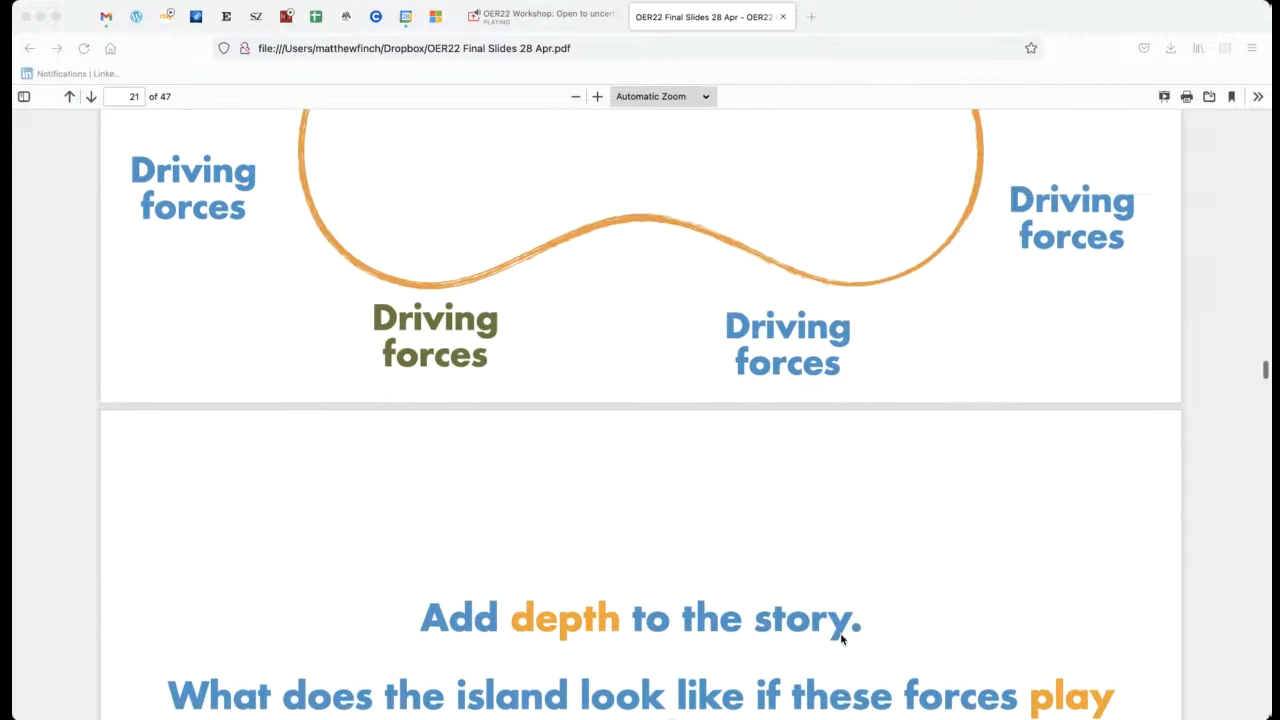 OER22 Workshop: Open to uncert
PLAYING
OER22 Final Slides 28 Apr - OER22
file:///Users/matthewfinch/Dropbox/OER22 Final Slides 28 Apr.pdf
Notifications | Linke...
21 of 47
Automatic Zoom
Driving
forces
Driving
forces
Driving
forces
Driving
forces
Add depth to the story.
What does the island look like if these forces play